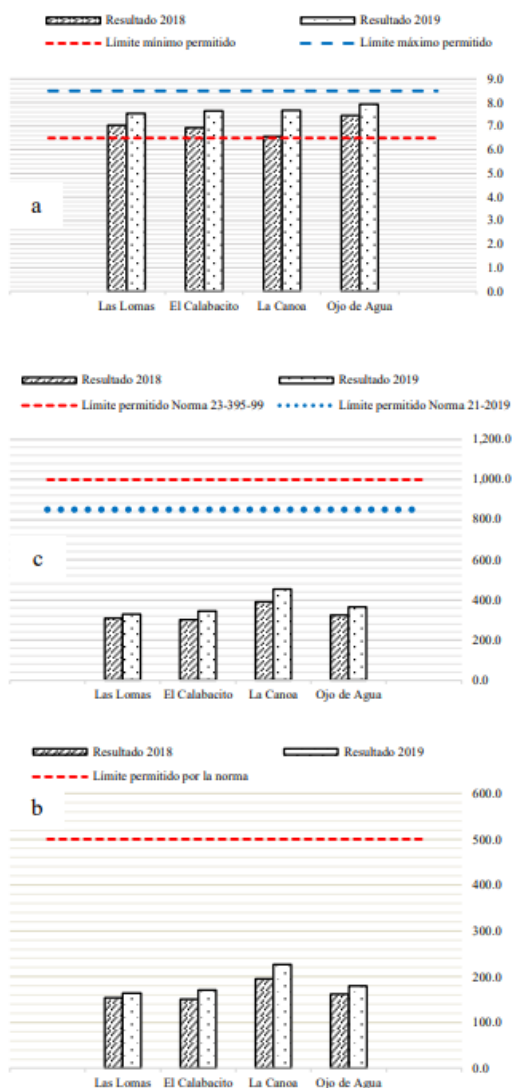 Resultado 2018 Resultado 2019
Límite mínimo permitido Límite máximo permitido
9.0
8.0
7.0
6.0
5.0
4.0
3.0
2.0
1.0
0.0
a
Las Lomas El Calabacito La Canoa Ojo de Agua
Resultado 2018 Resultado 2019
Límite permitido Norma 23-395-99 Límite permitido Norma 21-2019
1,200.0
1,000.0
800.0
600.0
400.0
200.0
0.0
c
Las Lomas El Calabacito La Canoa Ojo de Agua
Resultado 2018 Resultado 2019
Límite permitido por la norma
b
600.0
500.0
400.0
300.0
200.0
100.0
0.0
Las Lomas El Calabacito La Canoa Ojo de Agua